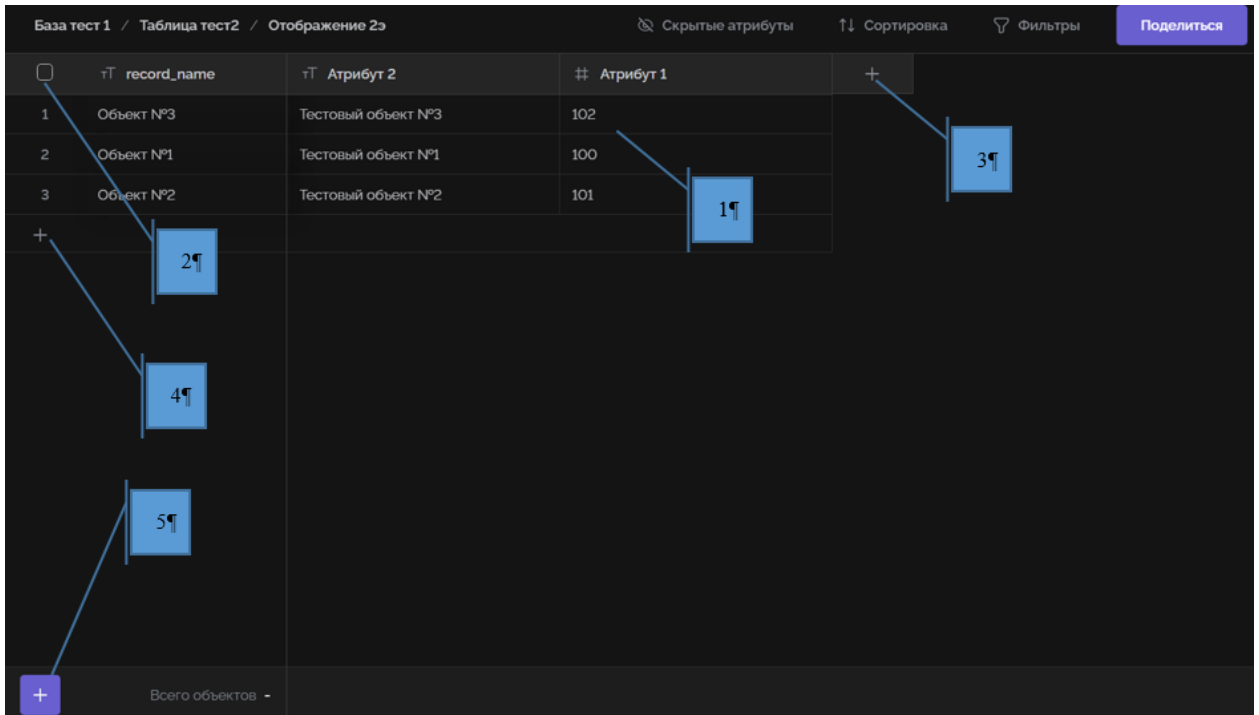 База тест 1 / Таблица тест2 / Отображение 2э Скрытые атрибуты Сортировка Фильтры Поделиться
record_name Атрибут 2 Атрибут 1
1 Объект №3 Тестовый объект №3 102
2 Объект №1 Тестовый объект №1 100
3 Объект №2 Тестовый объект №2 101
3¶
1¶
2¶
4¶
5¶
Всего объектов -